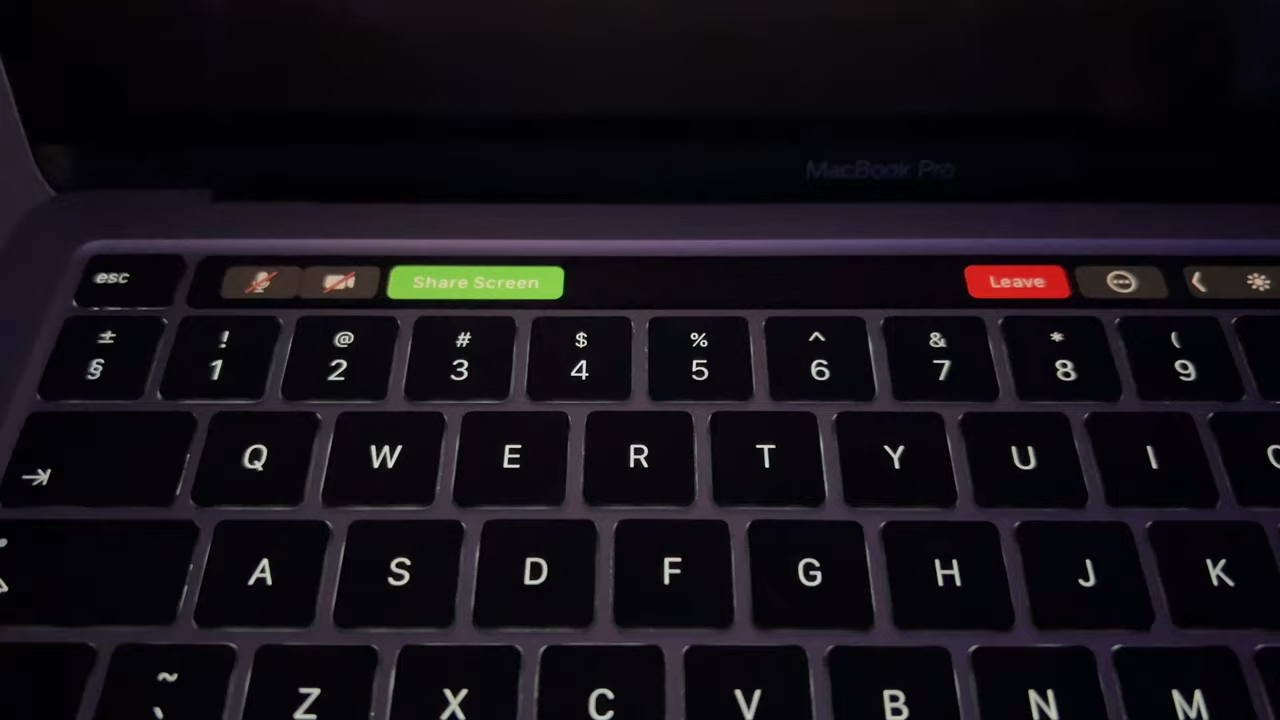 MacBook Pro
esc Share Screen Leave
± ! @ # $ % ^ & * (
§ 1 2 3 4 5 6 7 8 9
Q W E R T Y U I
A S D F G H J K
~
` Z X C V B N M